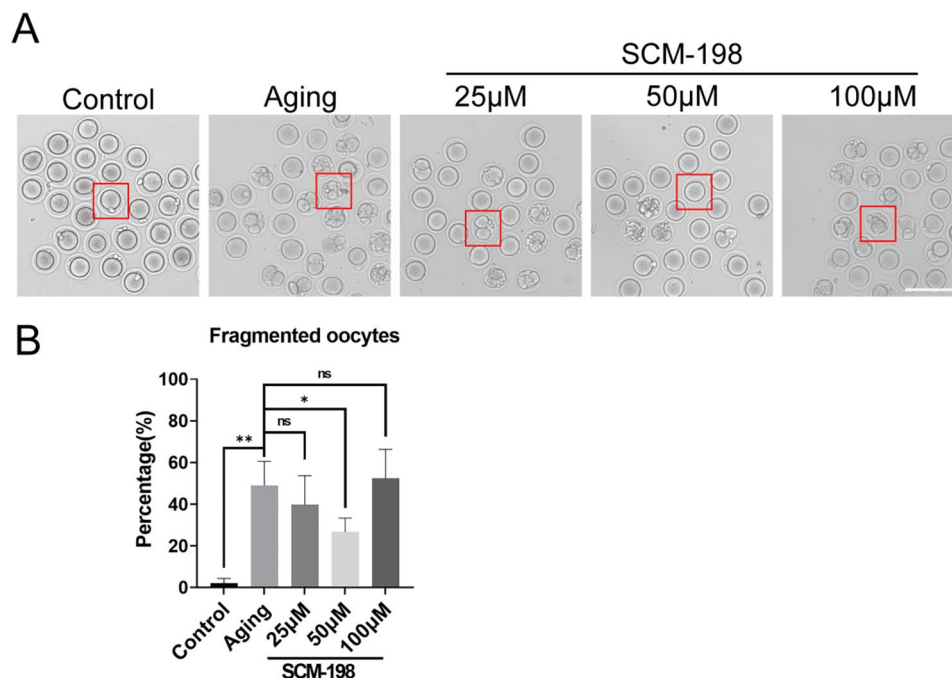 A
SCM-198
Control Aging 25μM 50μM 100μM
B
Fragmented oocytes
Percentage(%)
100
80
60
40
20
0
ns
*
ns
**
Control Aging 25μM 50μM 100μM
SCM-198